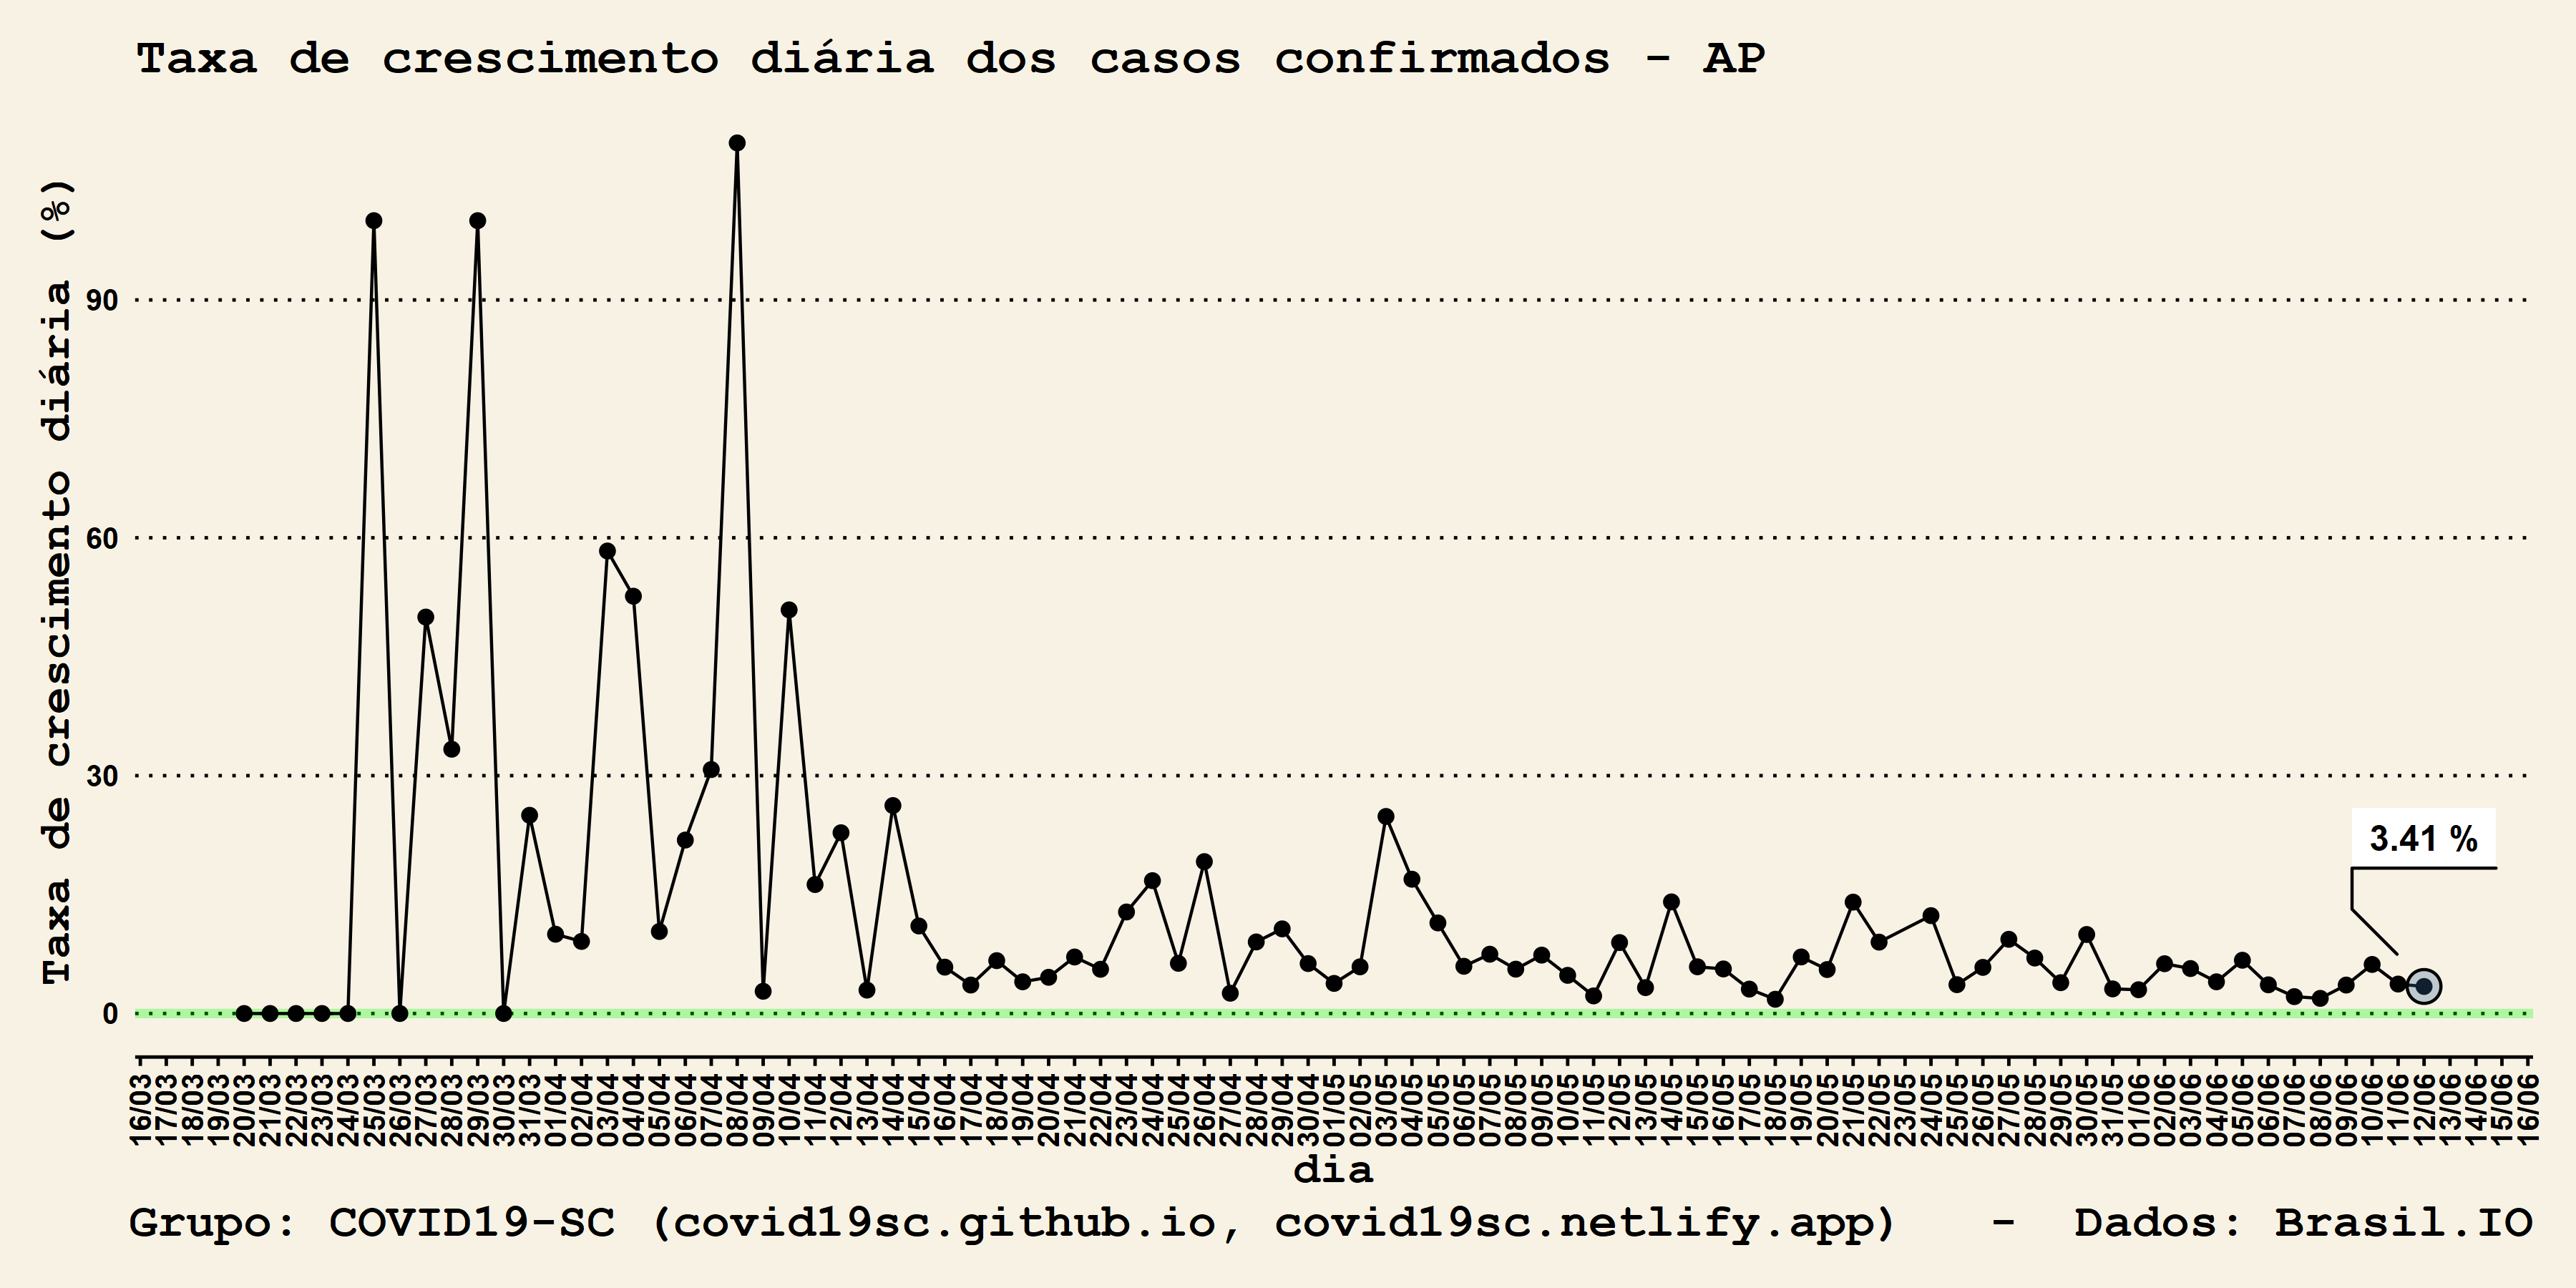 Taxa de crescimento diária dos casos confirmados - AP
Taxa de crescimento diária (%)
90
60
30
0
3.41 %
16/03 17/03 18/03 19/03 20/03 21/03 22/03 23/03 24/03 25/03 26/03 27/03 28/03 29/03 30/03 31/03 01/04 02/04 03/04 04/04 05/04 06/04 07/04 08/04 09/04 10/04 11/04 12/04 13/04 14/04 15/04 16/04 17/04 18/04 19/04 20/04 21/04 22/04 23/04 24/04 25/04 26/04 27/04 28/04 29/04 30/04 01/05 02/05 03/05 04/05 05/05 06/05 07/05 08/05 09/05 10/05 11/05 12/05 13/05 14/05 15/05 16/05 17/05 18/05 19/05 20/05 21/05 22/05 23/05 24/05 25/05 26/05 27/05 28/05 29/05 30/05 31/05 01/06 02/06 03/06 04/06 05/06 06/06 07/06 08/06 09/06 10/06 11/06 12/06 13/06 14/06 15/06 16/06
dia
Grupo: COVID19-SC (covid19sc.github.io, covid19sc.netlify.app) - Dados: Brasil.IO